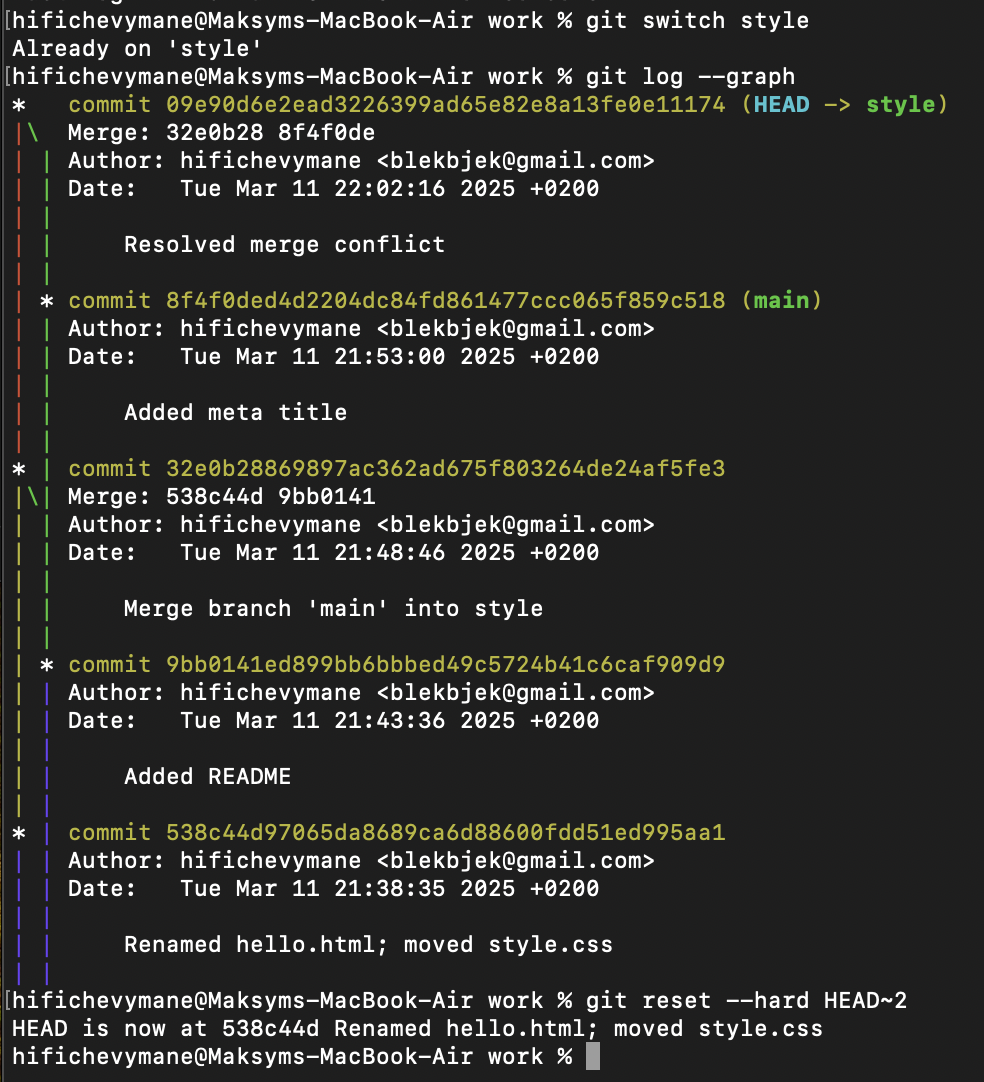 [hifichevymane@Maksyms-MacBook-Air work % git switch style
Already on 'style'
[hifichevymane@Maksyms-MacBook-Air work % git log --graph
*   commit 09e90d6e2ead3226399ad65e82e8a13fe0e11174 (HEAD -> style)
|\  Merge: 32e0b28 8f4f0de
| | Author: hifichevymane <blekbjek@gmail.com>
| | Date:   Tue Mar 11 22:02:16 2025 +0200
| |
| |     Resolved merge conflict
| |
| * commit 8f4f0ded4d2204dc84fd861477ccc065f859c518 (main)
| | Author: hifichevymane <blekbjek@gmail.com>
| | Date:   Tue Mar 11 21:53:00 2025 +0200
| |
| |     Added meta title
| |
* | commit 32e0b28869897ac362ad675f803264de24af5fe3
|\| Merge: 538c44d 9bb0141
| | Author: hifichevymane <blekbjek@gmail.com>
| | Date:   Tue Mar 11 21:48:46 2025 +0200
| |
| |     Merge branch 'main' into style
| |
| * commit 9bb0141ed899bb6bbbed49c5724b41c6caf909d9
| | Author: hifichevymane <blekbjek@gmail.com>
| | Date:   Tue Mar 11 21:43:36 2025 +0200
| |
| |     Added README
| |
* | commit 538c44d97065da8689ca6d88600fdd51ed995aa1
| | Author: hifichevymane <blekbjek@gmail.com>
| | Date:   Tue Mar 11 21:38:35 2025 +0200
| |
| |     Renamed hello.html; moved style.css
| |
[hifichevymane@Maksyms-MacBook-Air work % git reset --hard HEAD~2
HEAD is now at 538c44d Renamed hello.html; moved style.css
hifichevymane@Maksyms-MacBook-Air work %